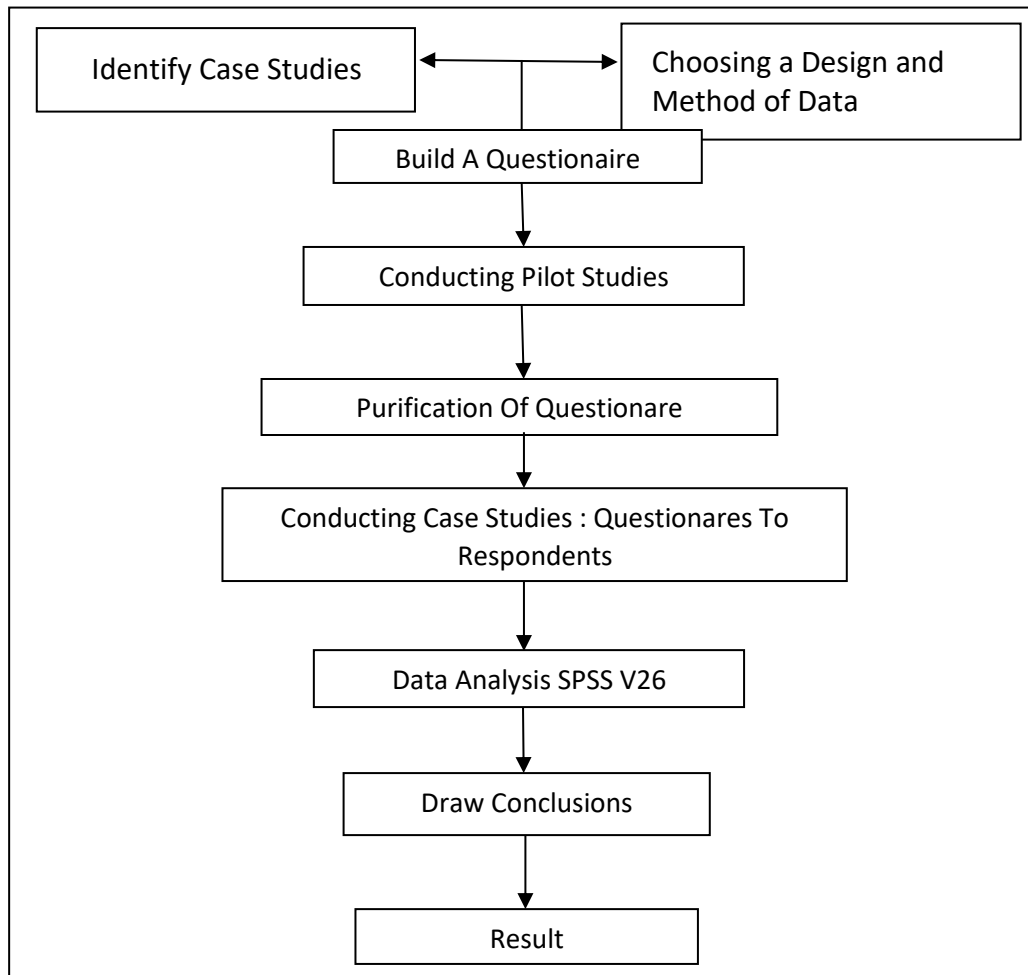 Identify Case Studies
Choosing a Design and
Method of Data
Build A Questionaire
Conducting Pilot Studies
Purification Of Questionare
Conducting Case Studies : Questionares To
Respondents
Data Analysis SPSS V26
Draw Conclusions
Result